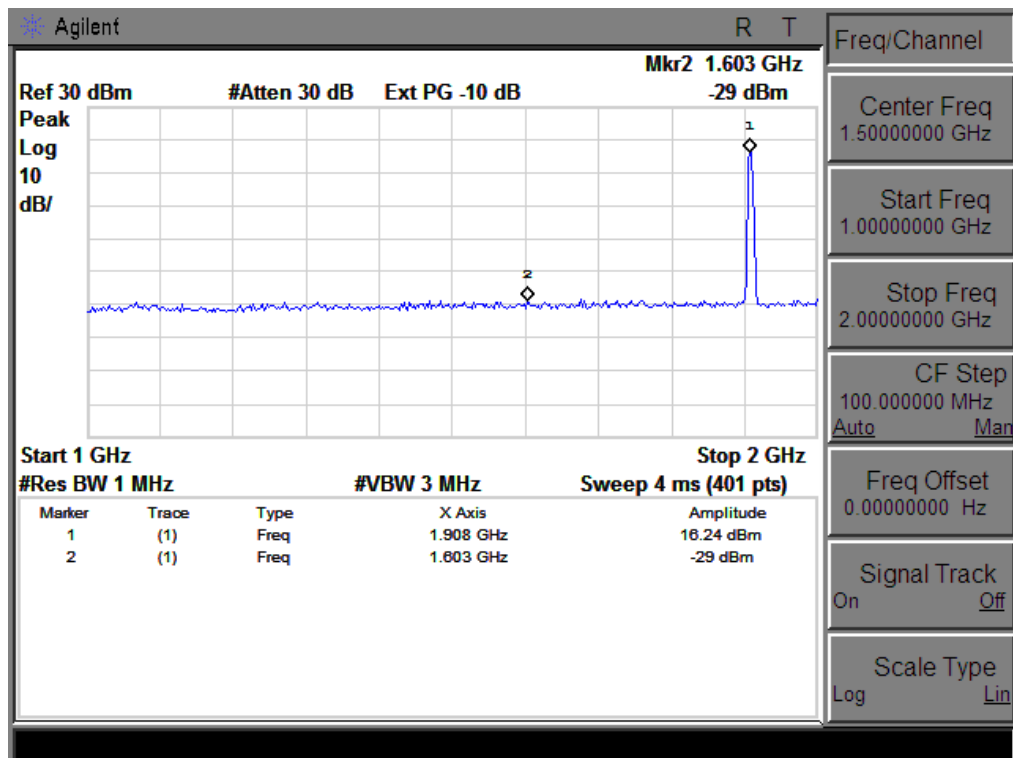 Agilent R T
Mkr2 1.603 GHz
Ref 30 dBm #Atten 30 dB Ext PG -10 dB -29 dBm
Peak
Log
10
dB/
1
2
Start 1 GHz Stop 2 GHz
#Res BW 1 MHz #VBW 3 MHz Sweep 4 ms (401 pts)
Marker Trace Type X Axis Amplitude
1 (1) Freq 1.908 GHz 16.24 dBm
2 (1) Freq 1.603 GHz -29 dBm
Freq/Channel
Center Freq
1.50000000 GHz
Start Freq
1.00000000 GHz
Stop Freq
2.00000000 GHz
CF Step
100.000000 MHz
Auto Man
Freq Offset
0.00000000 Hz
Signal Track
On Off
Scale Type
Log Lin